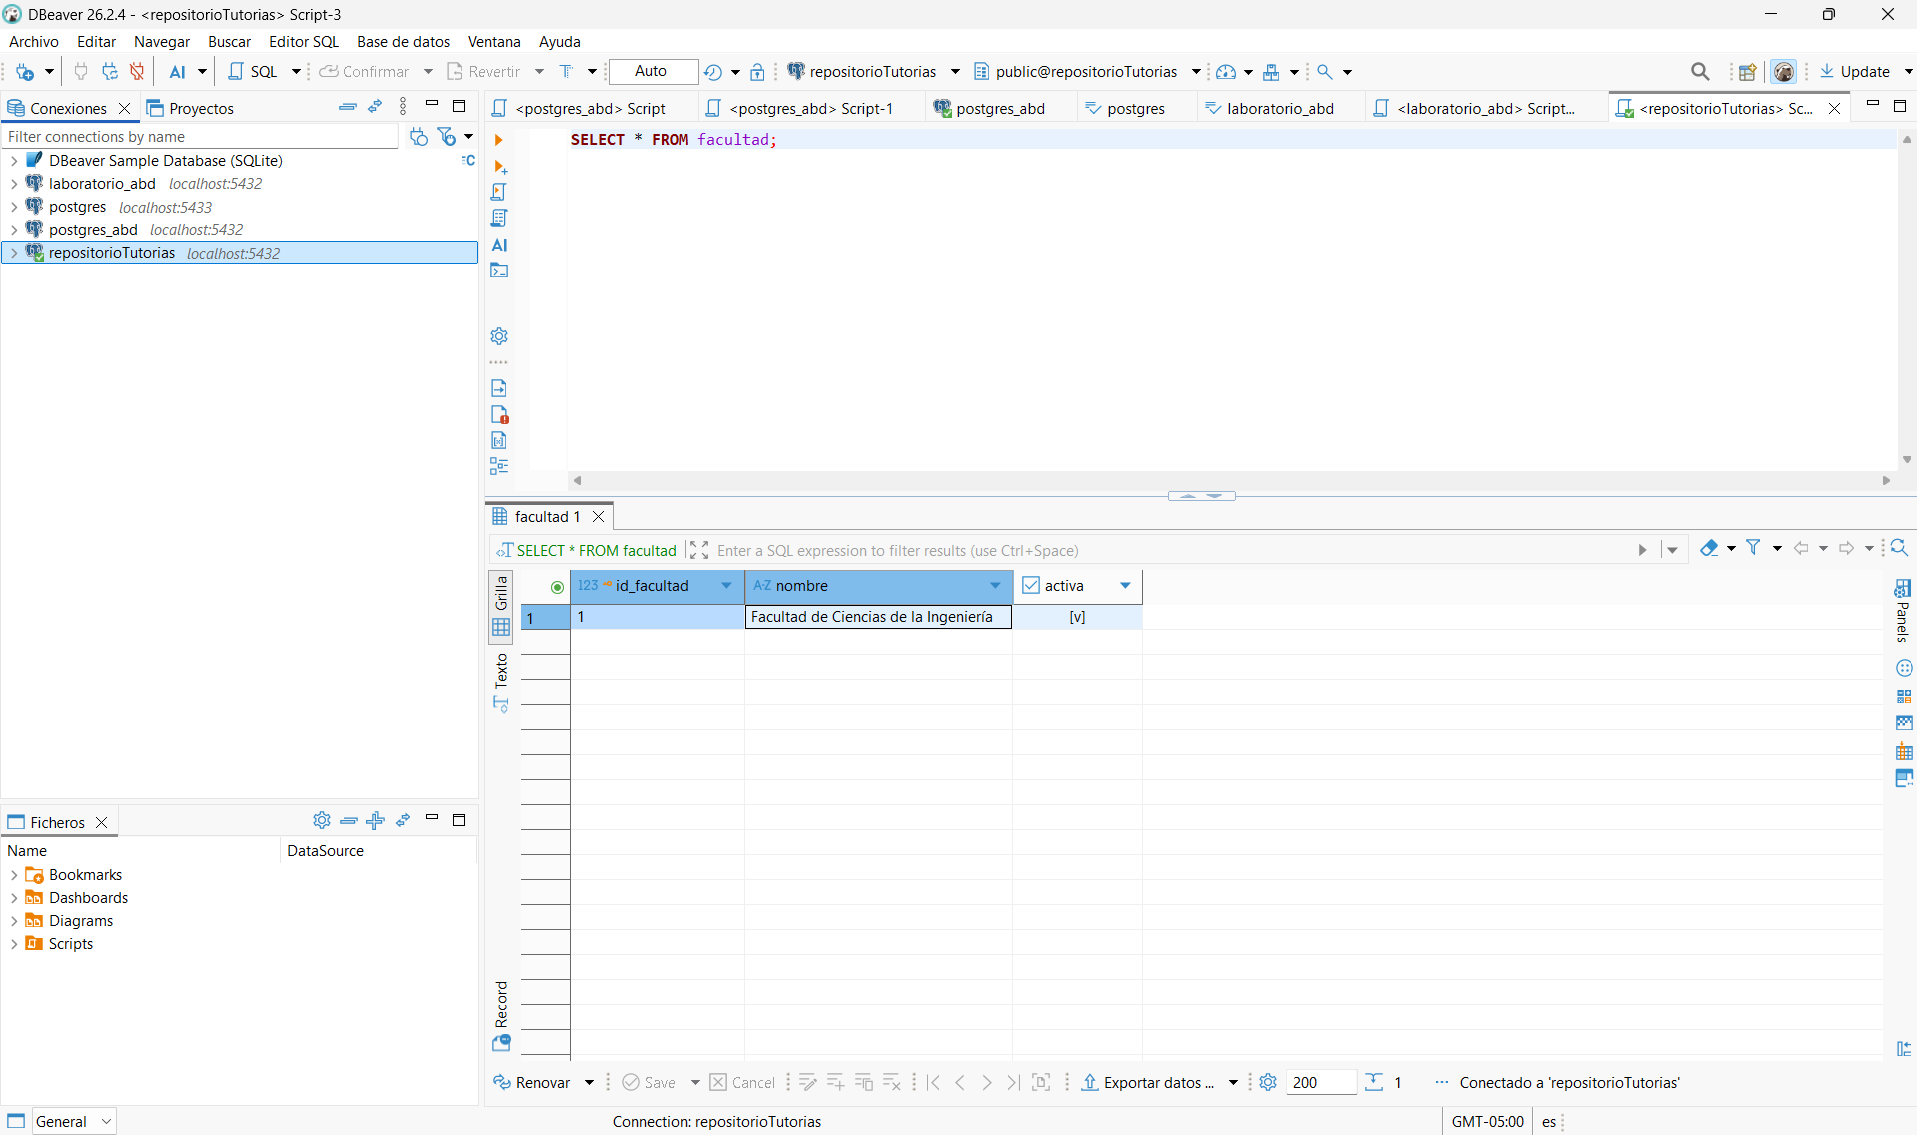 DBeaver 26.2.4 - <repositorioTutorias> Script-3
Archivo Editar Navegar Buscar Editor SQL Base de datos Ventana Ayuda
AI SQL Confirmar Revertir T Auto repositorioTutorias public@repositorioTutorias Update
Conexiones Proyectos
<postgres_abd> Script <postgres_abd> Script-1 postgres_abd postgres laboratorio_abd <laboratorio_abd> Script... <repositorioTutorias> Sc...
Filter connections by name
DBeaver Sample Database (SQLite)
laboratorio_abd localhost:5432
postgres localhost:5433
postgres_abd localhost:5432
repositorioTutorias localhost:5432
SELECT * FROM facultad;
AI
facultad 1
SELECT * FROM facultad Enter a SQL expression to filter results (use Ctrl+Space)
Grilla
Texto
Record
123 id_facultad A-Z nombre activa
1 1 Facultad de Ciencias de la Ingeniería [v]
Panels
Ficheros
Name DataSource
Bookmarks
Dashboards
Diagrams
Scripts
Renovar Save Cancel Exportar datos ... 200 1 ... Conectado a 'repositorioTutorias'
General Connection: repositorioTutorias GMT-05:00 es